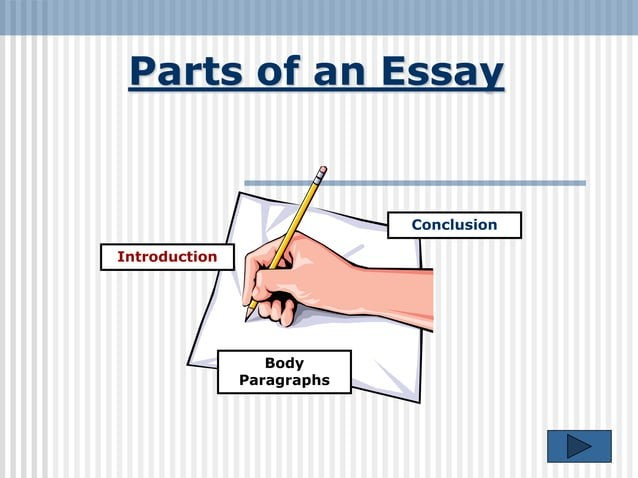 Parts of an Essay
Conclusion
Introduction
Body
Paragraphs